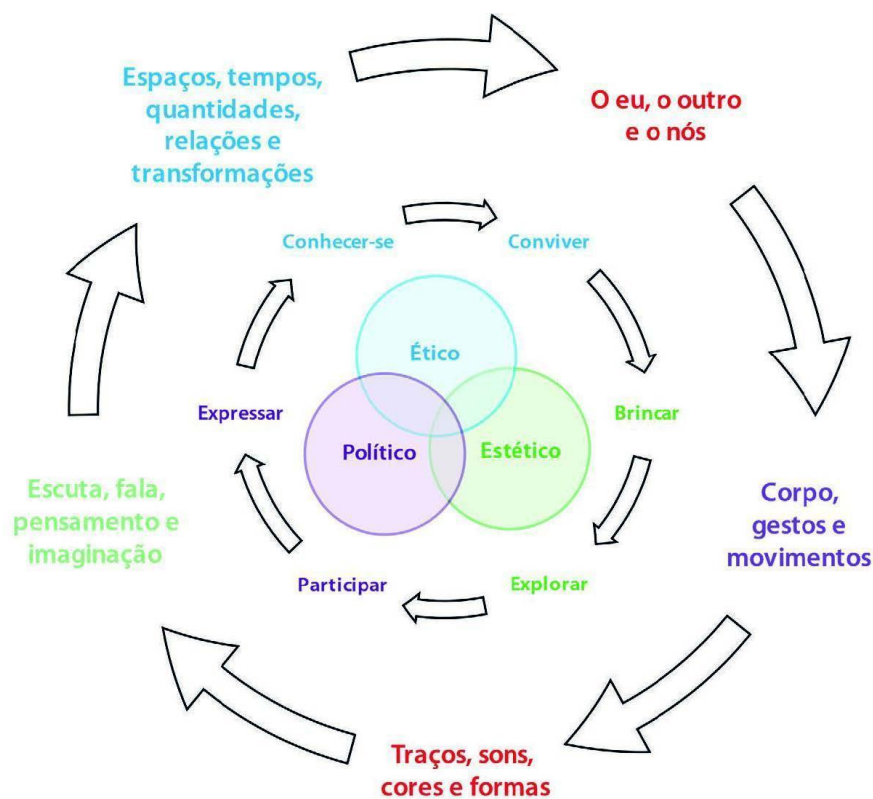 Espaços, tempos,
quantidades,
relações e
transformações
O eu, o outro
e o nós
Conhecer-se
Conviver
Ético
Expressar
Brincar
Político
Estético
Escuta, fala,
pensamento e
imaginação
Corpo,
gestos e
movimentos
Participar
Explorar
Traços, sons,
cores e formas